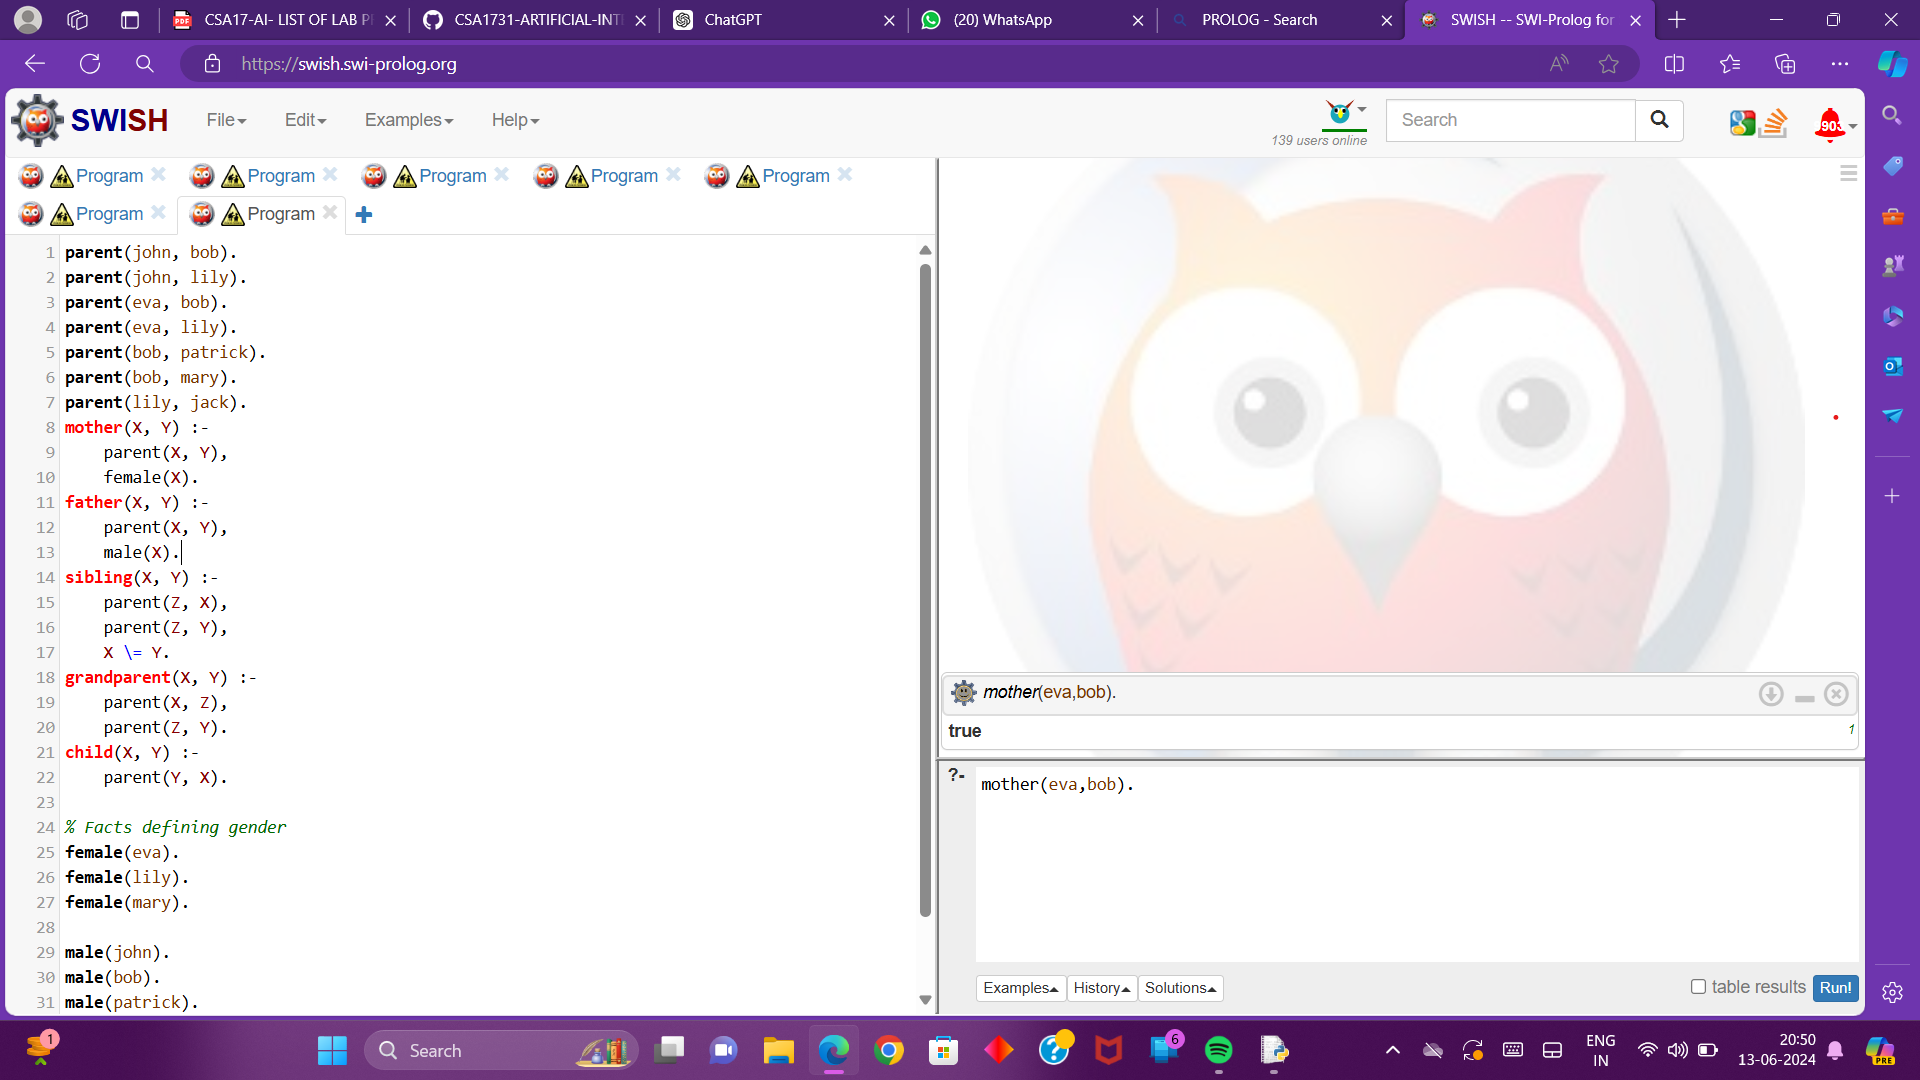 CSA17-AI- LIST OF LAB P
CSA1731-ARTIFICIAL-INT
ChatGPT
(20) WhatsApp
PROLOG - Search
SWISH -- SWI-Prolog for
https://swish.swi-prolog.org
SWISH
File
Edit
Examples
Help
139 users online
Search
903
Program
Program
Program
Program
Program
Program
Program
1 parent(john, bob).
2 parent(john, lily).
3 parent(eva, bob).
4 parent(eva, lily).
5 parent(bob, patrick).
6 parent(bob, mary).
7 parent(lily, jack).
8 mother(X, Y) :-
9 parent(X, Y),
10 female(X).
11 father(X, Y) :-
12 parent(X, Y),
13 male(X).
14 sibling(X, Y) :-
15 parent(Z, X),
16 parent(Z, Y),
17 X \= Y.
18 grandparent(X, Y) :-
19 parent(X, Z),
20 parent(Z, Y).
21 child(X, Y) :-
22 parent(Y, X).
23
24 % Facts defining gender
25 female(eva).
26 female(lily).
27 female(mary).
28
29 male(john).
30 male(bob).
31 male(patrick).
mother(eva,bob).
true
1
?-
mother(eva,bob).
Examples
History
Solutions
table results
Run!
1
Search
6
ENG
IN
20:50
13-06-2024
PRE